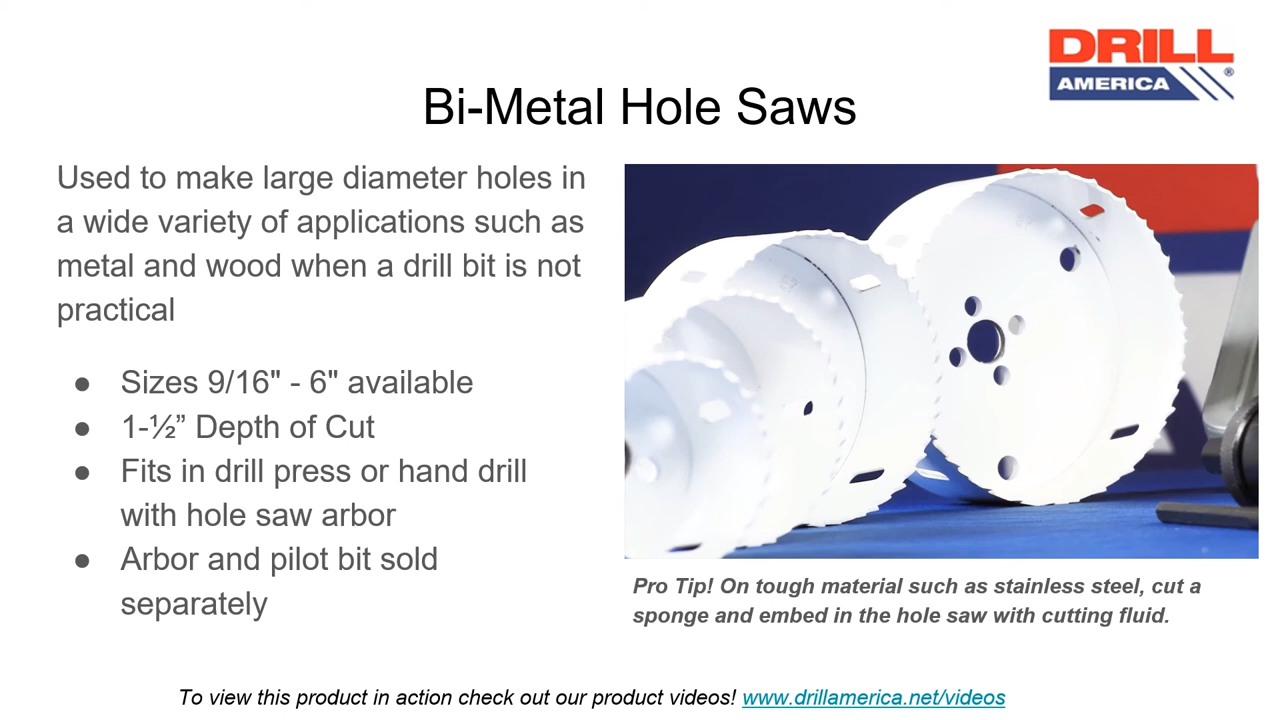 DRILL
AMERICA ®
Bi-Metal Hole Saws
Used to make large diameter holes in
a wide variety of applications such as
metal and wood when a drill bit is not
practical
● Sizes 9/16" - 6" available
● 1-½” Depth of Cut
● Fits in drill press or hand drill
with hole saw arbor
● Arbor and pilot bit sold
separately
Pro Tip! On tough material such as stainless steel, cut a
sponge and embed in the hole saw with cutting fluid.
To view this product in action check out our product videos! www.drillamerica.net/videos